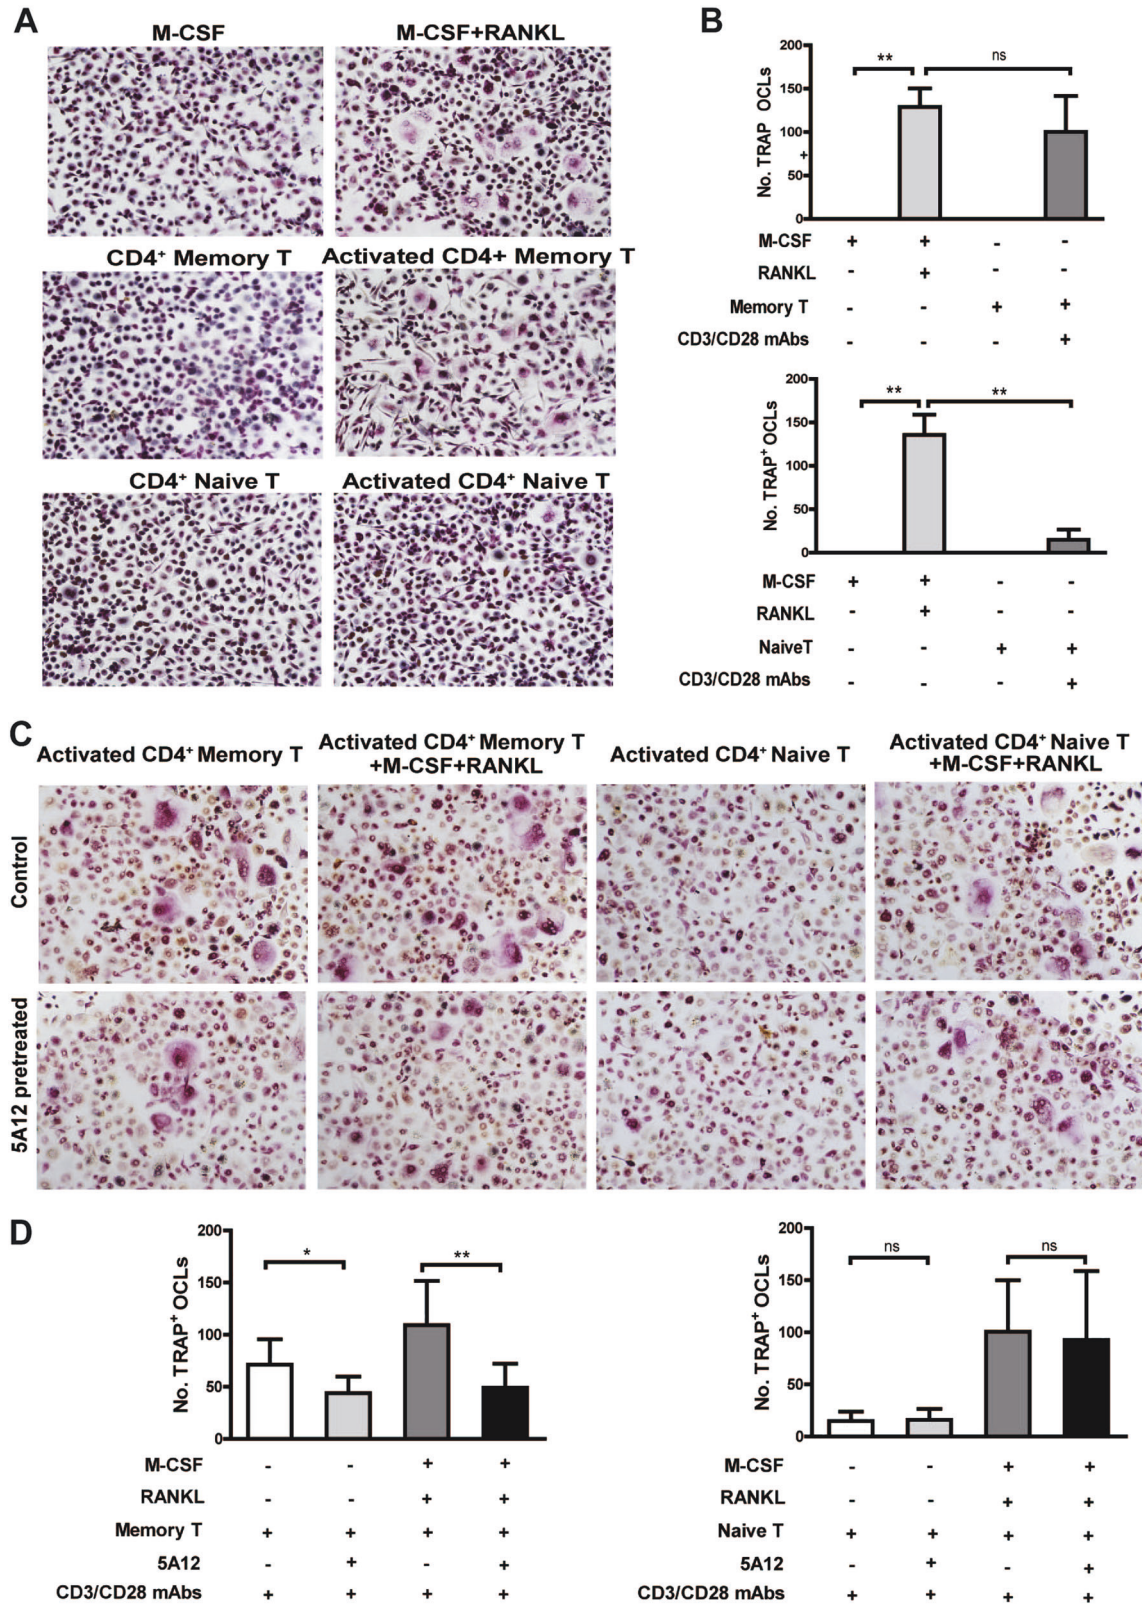 A
M-CSF
M-CSF+RANKL
CD4⁺ Memory T
Activated CD4+ Memory T
CD4⁺ Naive T
Activated CD4⁺ Naive T
B
No. TRAP OCLs
+
200
150
100
50
0
**
ns
M-CSF + + - -
RANKL - + - -
Memory T - - + +
CD3/CD28 mAbs - - - +
No. TRAP⁺ OCLs
200
150
100
50
0
**
**
M-CSF + + - -
RANKL - + - -
NaiveT - - + +
CD3/CD28 mAbs - - - +
C
Activated CD4⁺ Memory T
Activated CD4⁺ Memory T
+M-CSF+RANKL
Activated CD4⁺ Naive T
Activated CD4⁺ Naive T
+M-CSF+RANKL
Control
5A12 pretreated
D
No. TRAP⁺ OCLs
200
150
100
50
0
*
**
M-CSF - - + +
RANKL - - + +
Memory T + + + +
5A12 - + - +
CD3/CD28 mAbs + + + +
No. TRAP⁺ OCLs
200
150
100
50
0
ns
ns
M-CSF - - + +
RANKL - - + +
Naive T + + + +
5A12 - + - +
CD3/CD28 mAbs + + + +